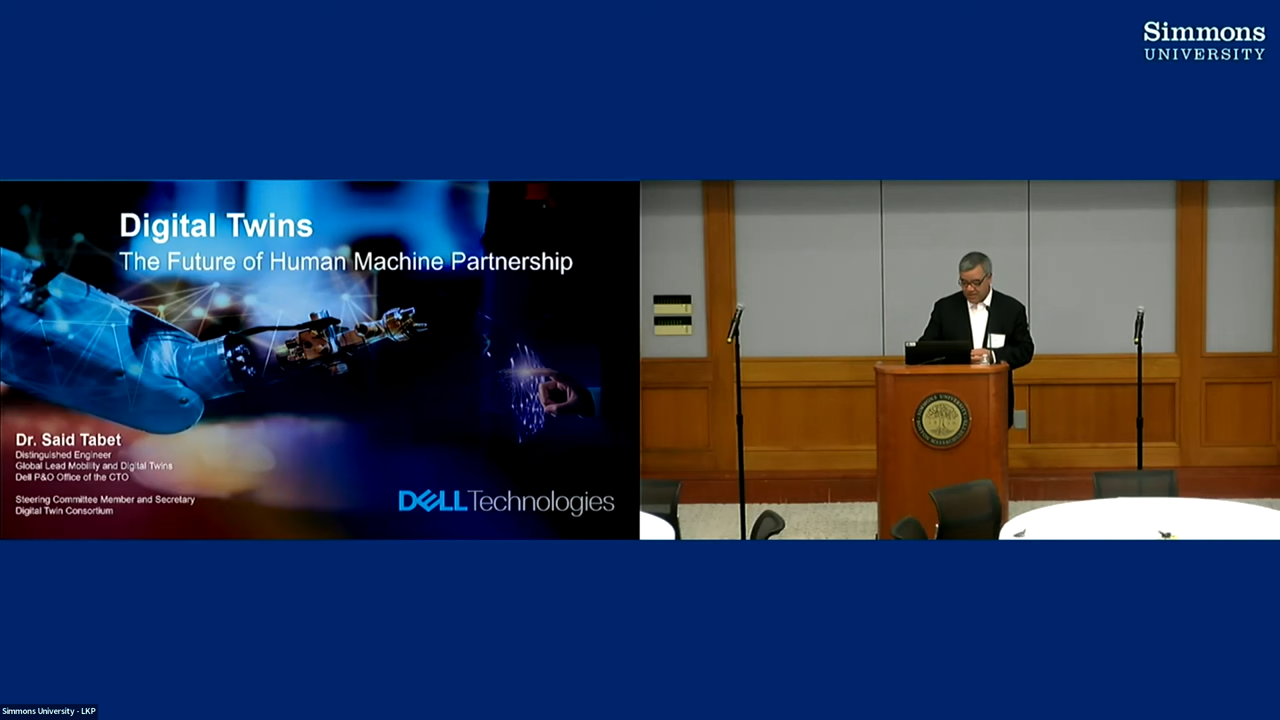 Simmons
UNIVERSITY
Digital Twins
The Future of Human Machine Partnership
Dr. Said Tabet
Distinguished Engineer
Global Lead Mobility and Digital Twins
Dell P&O Office of the CTO
Steering Committee Member and Secretary
Digital Twin Consortium
DELL Technologies
Simmons University - LKP